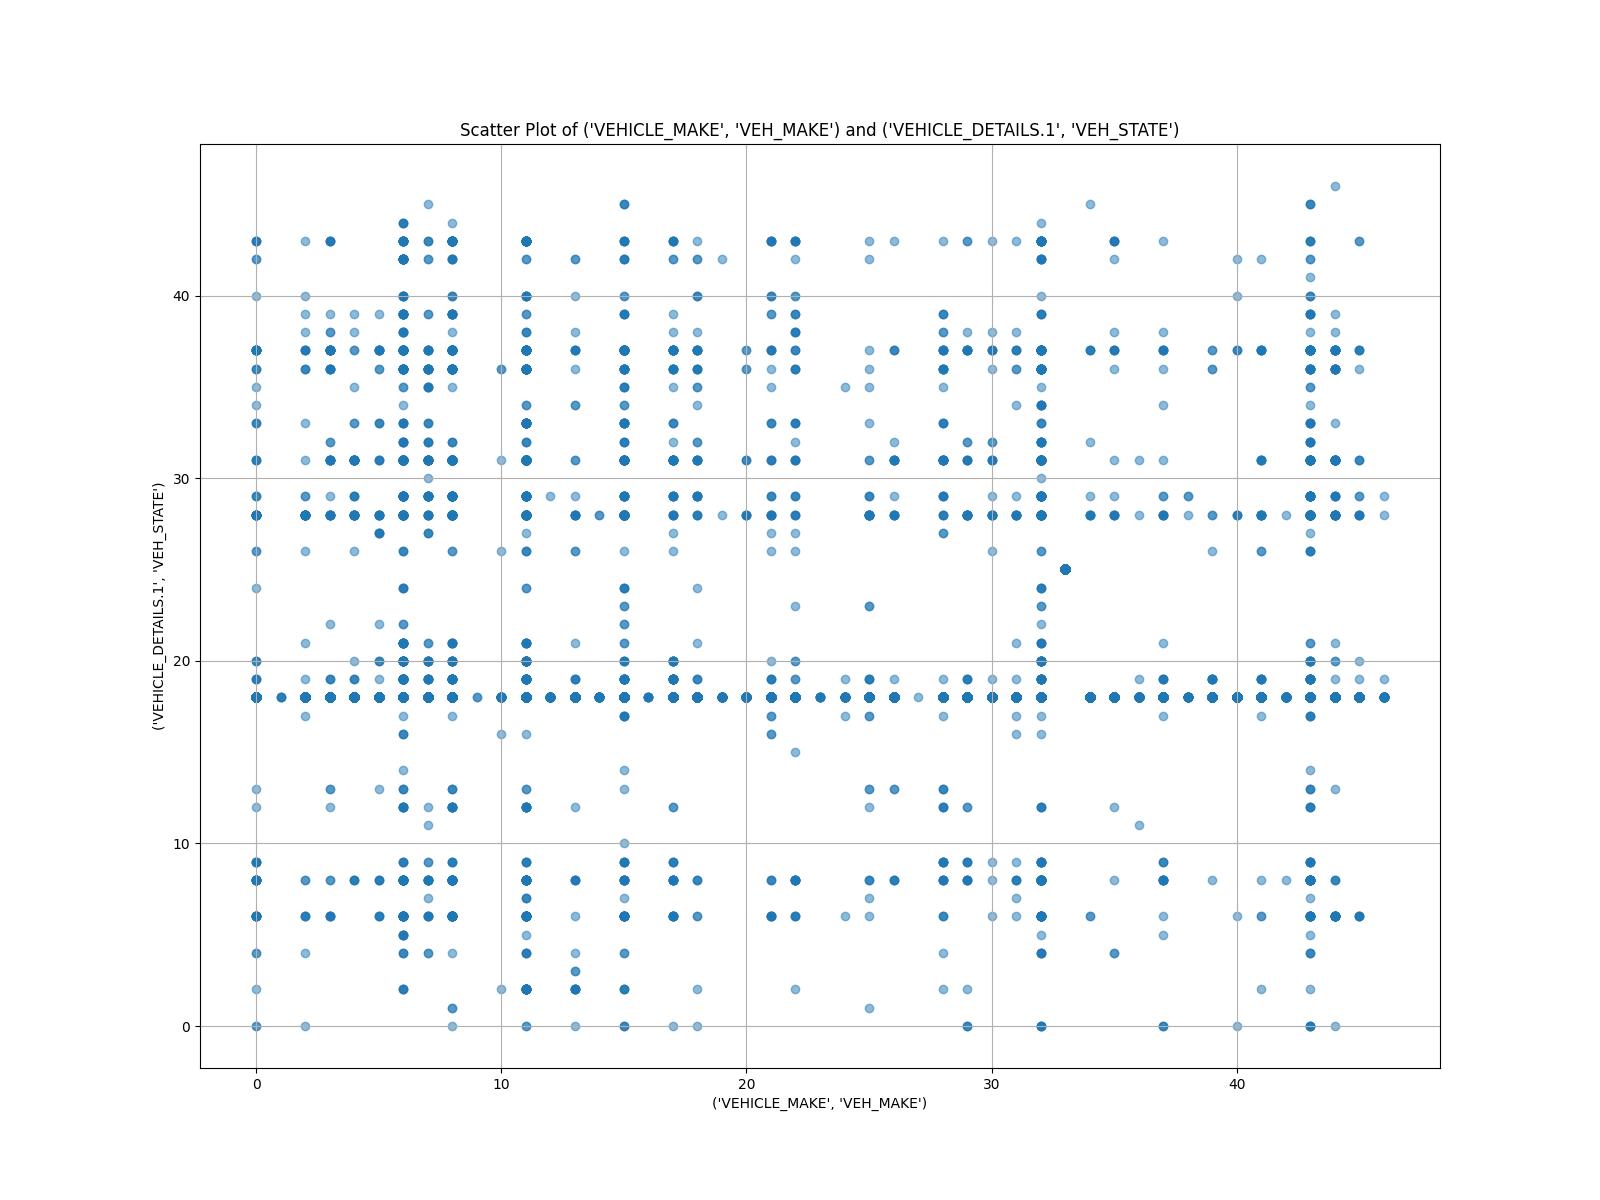 Scatter Plot of ('VEHICLE_MAKE', 'VEH_MAKE') and ('VEHICLE_DETAILS.1', 'VEH_STATE')
('VEHICLE_DETAILS.1', 'VEH_STATE')
40
30
20
10
0
0 10 20 30 40
('VEHICLE_MAKE', 'VEH_MAKE')